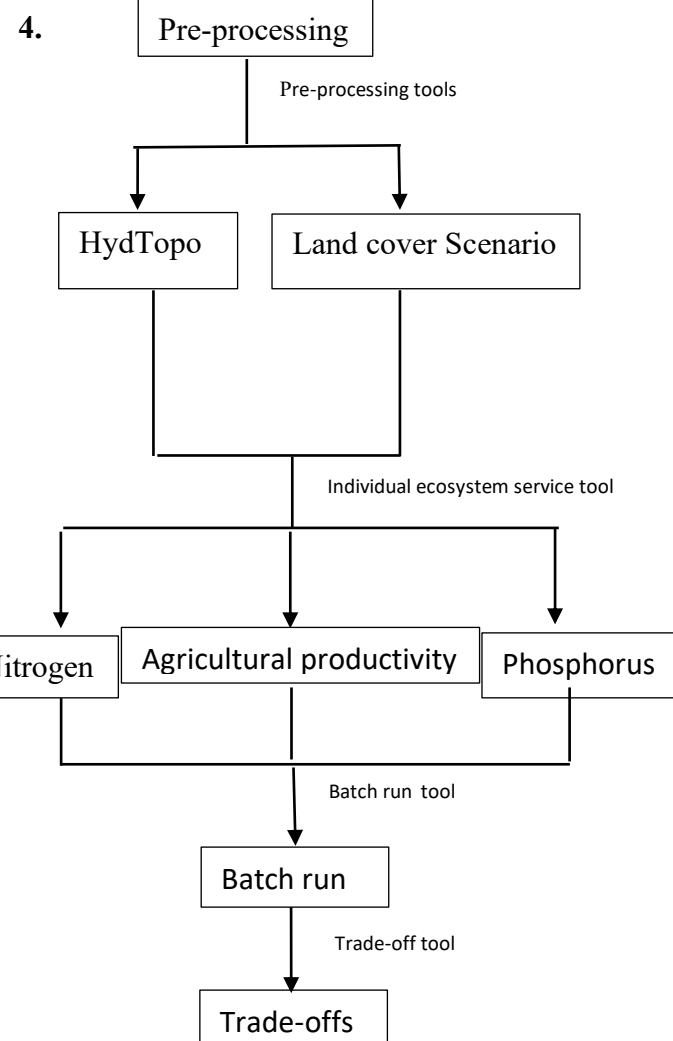 4.
Pre-processing
Pre-processing tools
HydTopo
Land cover Scenario
Individual ecosystem service tool
itrogen
Agricultural productivity
Phosphorus
Batch run tool
Batch run
Trade-off tool
Trade-offs